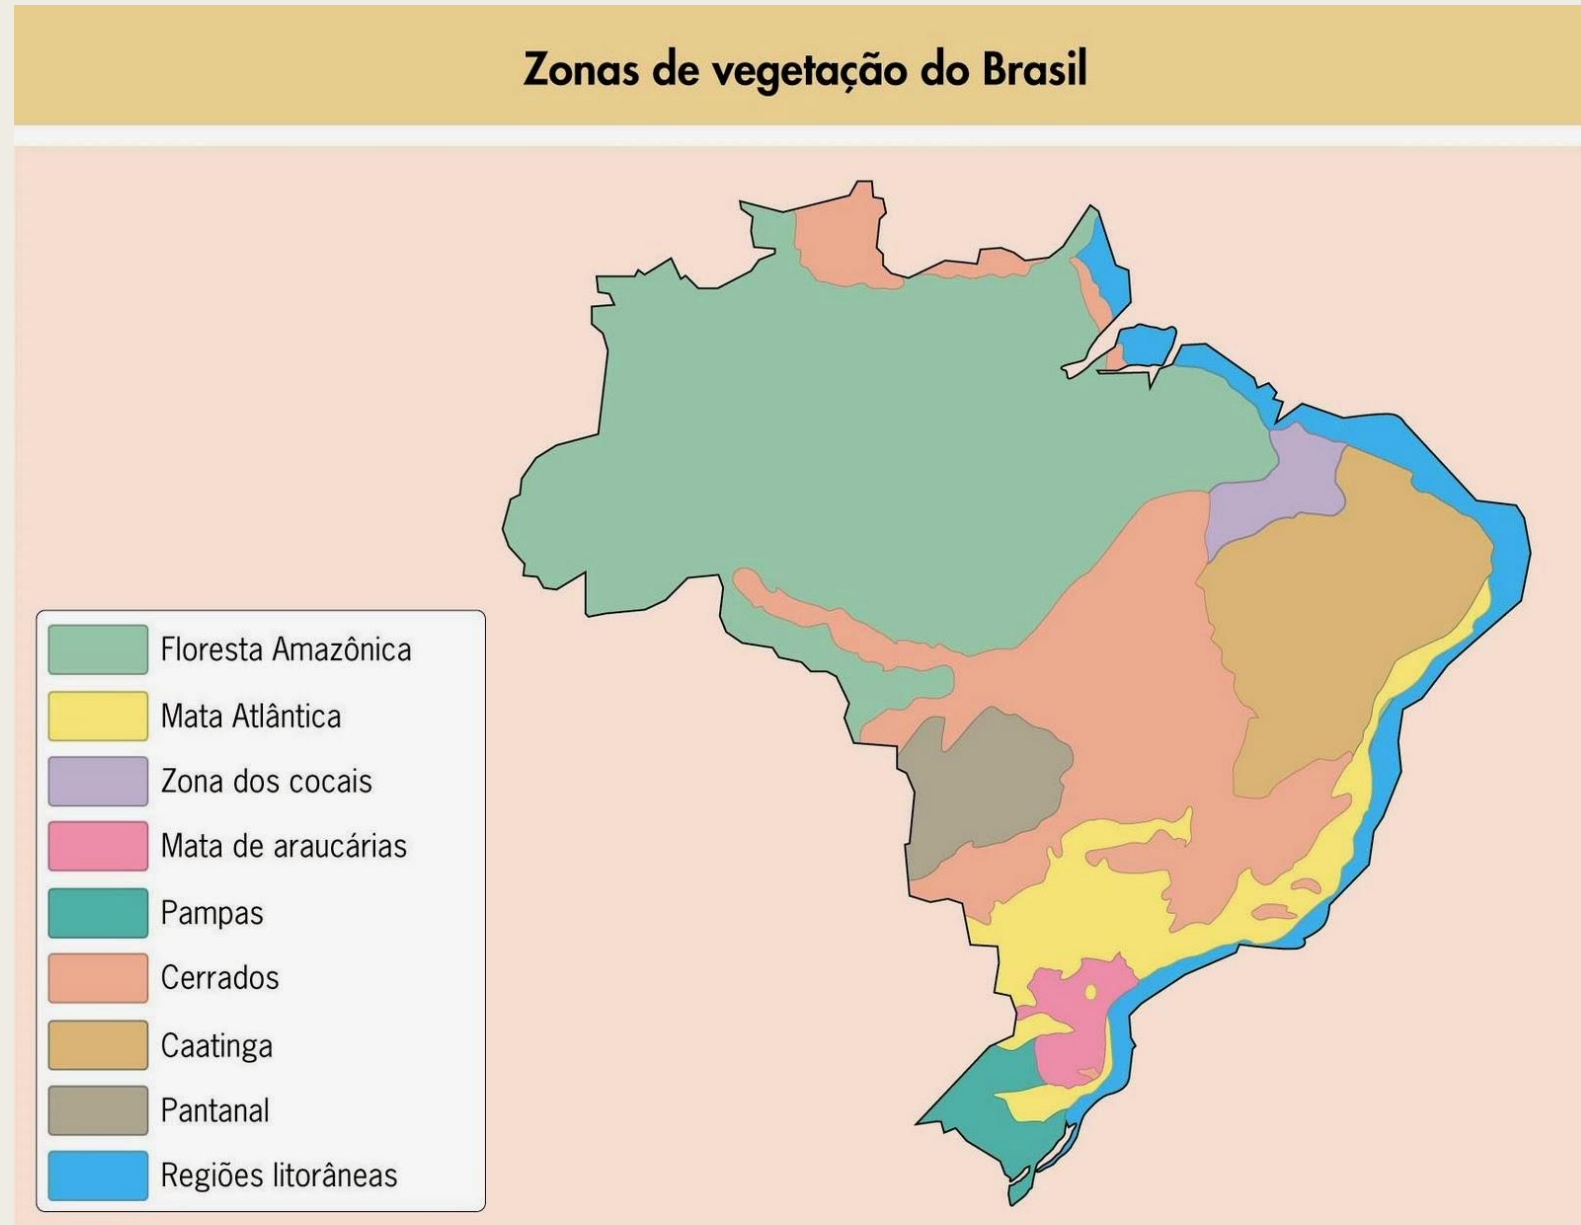 Zonas de vegetação do Brasil
Floresta Amazônica
Mata Atlântica
Zona dos cocais
Mata de araucárias
Pampas
Cerrados
Caatinga
Pantanal
Regiões litorâneas